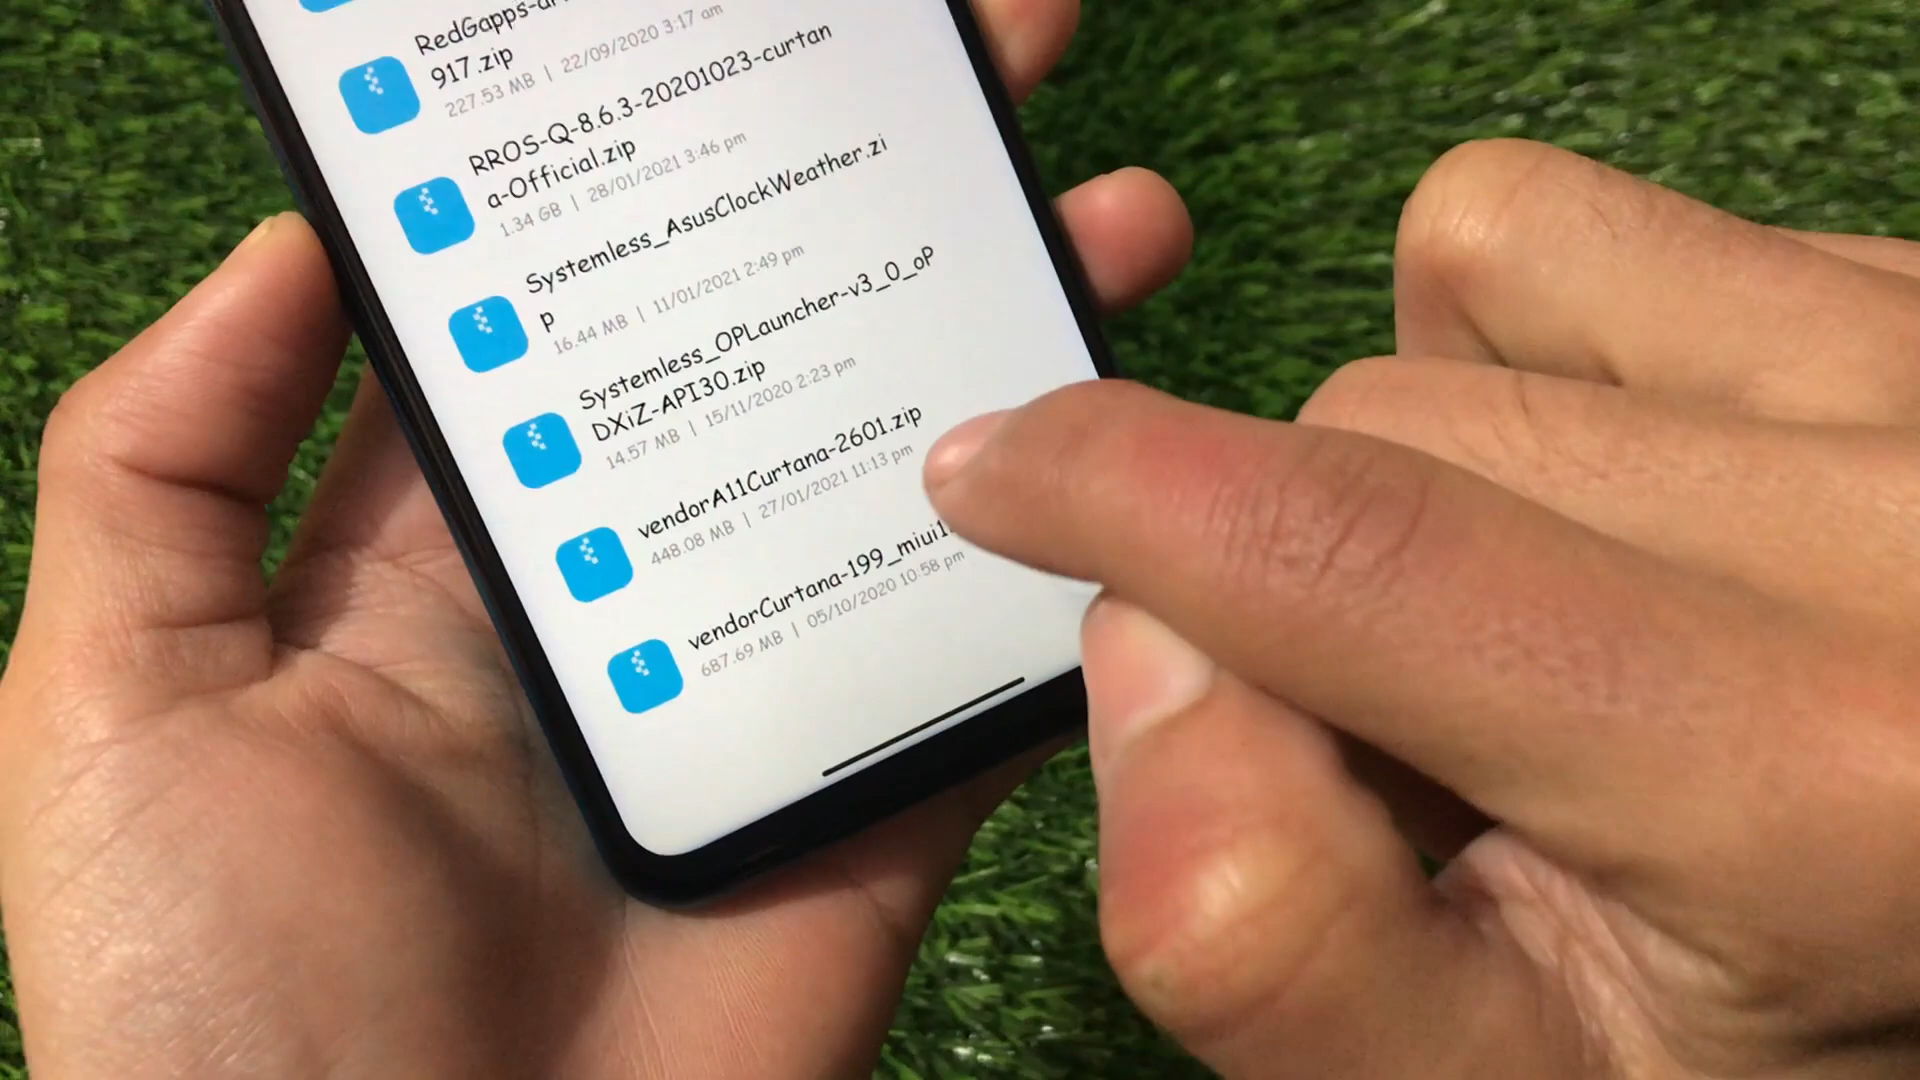 RedGapps-
917.zip
227.53 MB | 22/09/2020 3:17 am
RROS-Q-8.6.3-20201023-curtan
a-Official.zip
1.34 GB | 28/01/2021 3:46 pm
Systemless_AsusClockWeather.zi
p
16.44 MB | 11/01/2021 2:49 pm
Systemless_OPLauncher-v3_0_oP
DXiZ-API30.zip
14.57 MB | 15/11/2020 2:23 pm
vendorA11Curtana-2601.zip
448.08 MB | 27/01/2021 11:13 pm
vendorCurtana-199_miui1
687.69 MB | 05/10/2020 10:58 pm